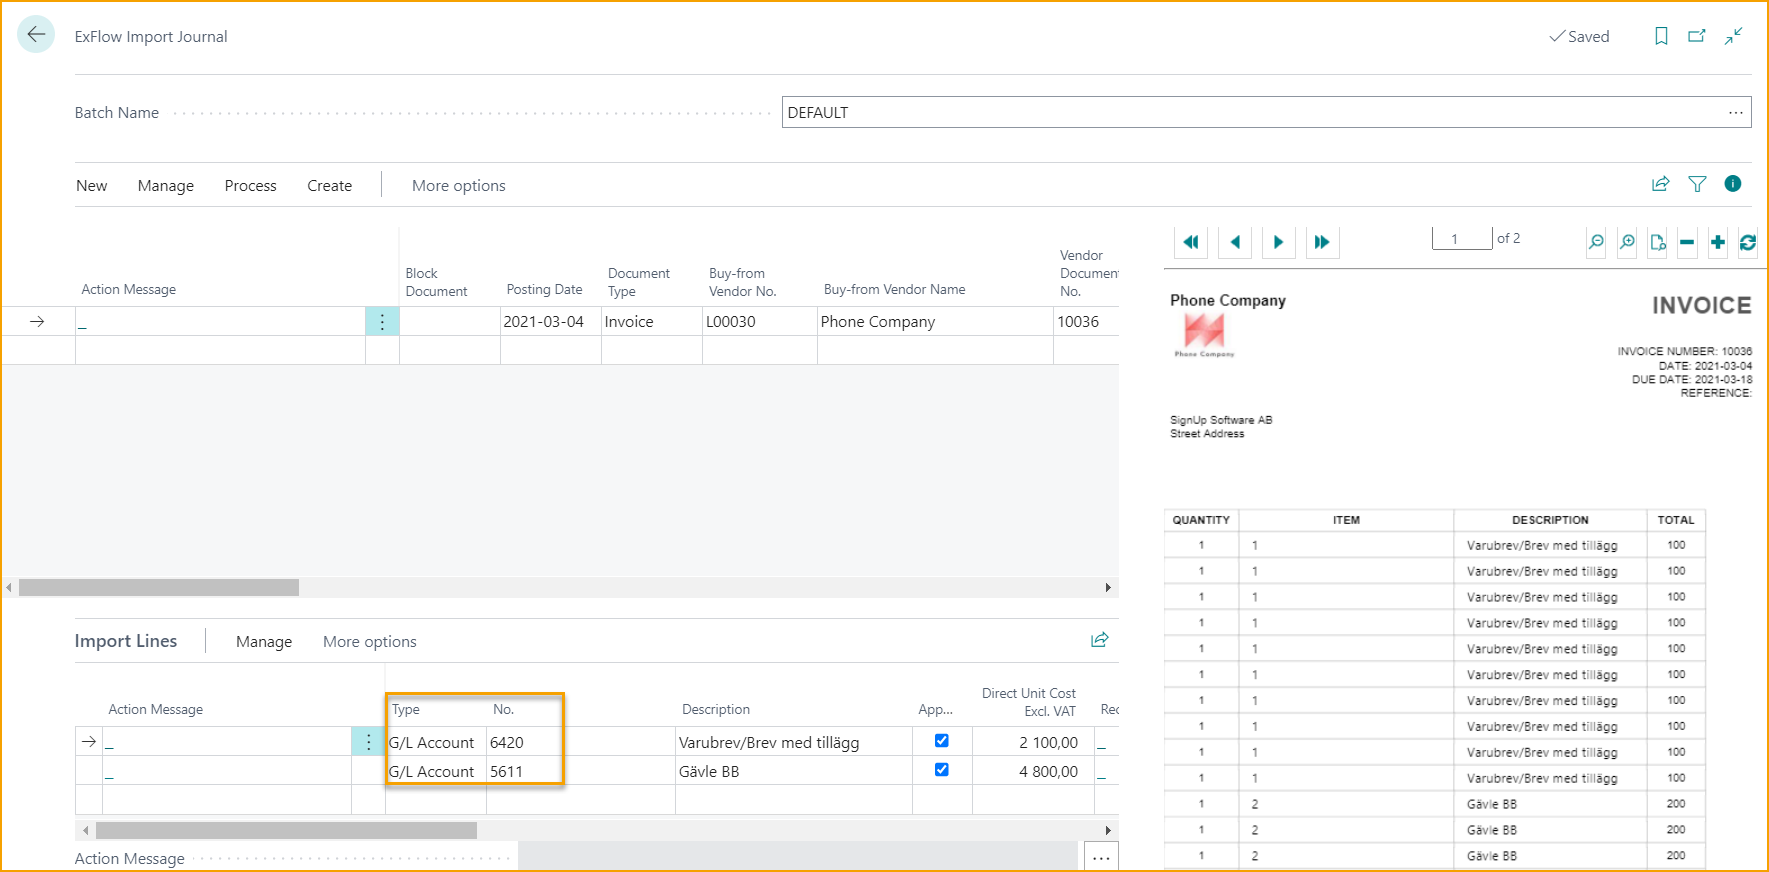 ExFlow Import Journal
Saved
Batch Name
DEFAULT
New Manage Process Create More options
1 of 2
Action Message
Block Document
Posting Date
Document Type
Buy-from Vendor No.
Buy-from Vendor Name
Vendor Document No.
2021-03-04 Invoice L00030 Phone Company 10036
Import Lines Manage More options
Action Message
Type
No.
Description
App...
Direct Unit Cost Excl. VAT
Rec
G/L Account 6420 Varubrev/Brev med tillägg 2 100,00
G/L Account 5611 Gävle BB 4 800,00
Action Message
Phone Company
INVOICE
Phone Company
INVOICE NUMBER: 10036
DATE: 2021-03-04
DUE DATE: 2021-03-18
REFERENCE:
SignUp Software AB
Street Address
QUANTITY ITEM DESCRIPTION TOTAL
1 1 Varubrev/Brev med tillägg 100
1 1 Varubrev/Brev med tillägg 100
1 1 Varubrev/Brev med tillägg 100
1 1 Varubrev/Brev med tillägg 100
1 1 Varubrev/Brev med tillägg 100
1 1 Varubrev/Brev med tillägg 100
1 1 Varubrev/Brev med tillägg 100
1 1 Varubrev/Brev med tillägg 100
1 1 Varubrev/Brev med tillägg 100
1 1 Varubrev/Brev med tillägg 100
1 2 Gävle BB 200
1 2 Gävle BB 200
1 2 Gävle BB 200